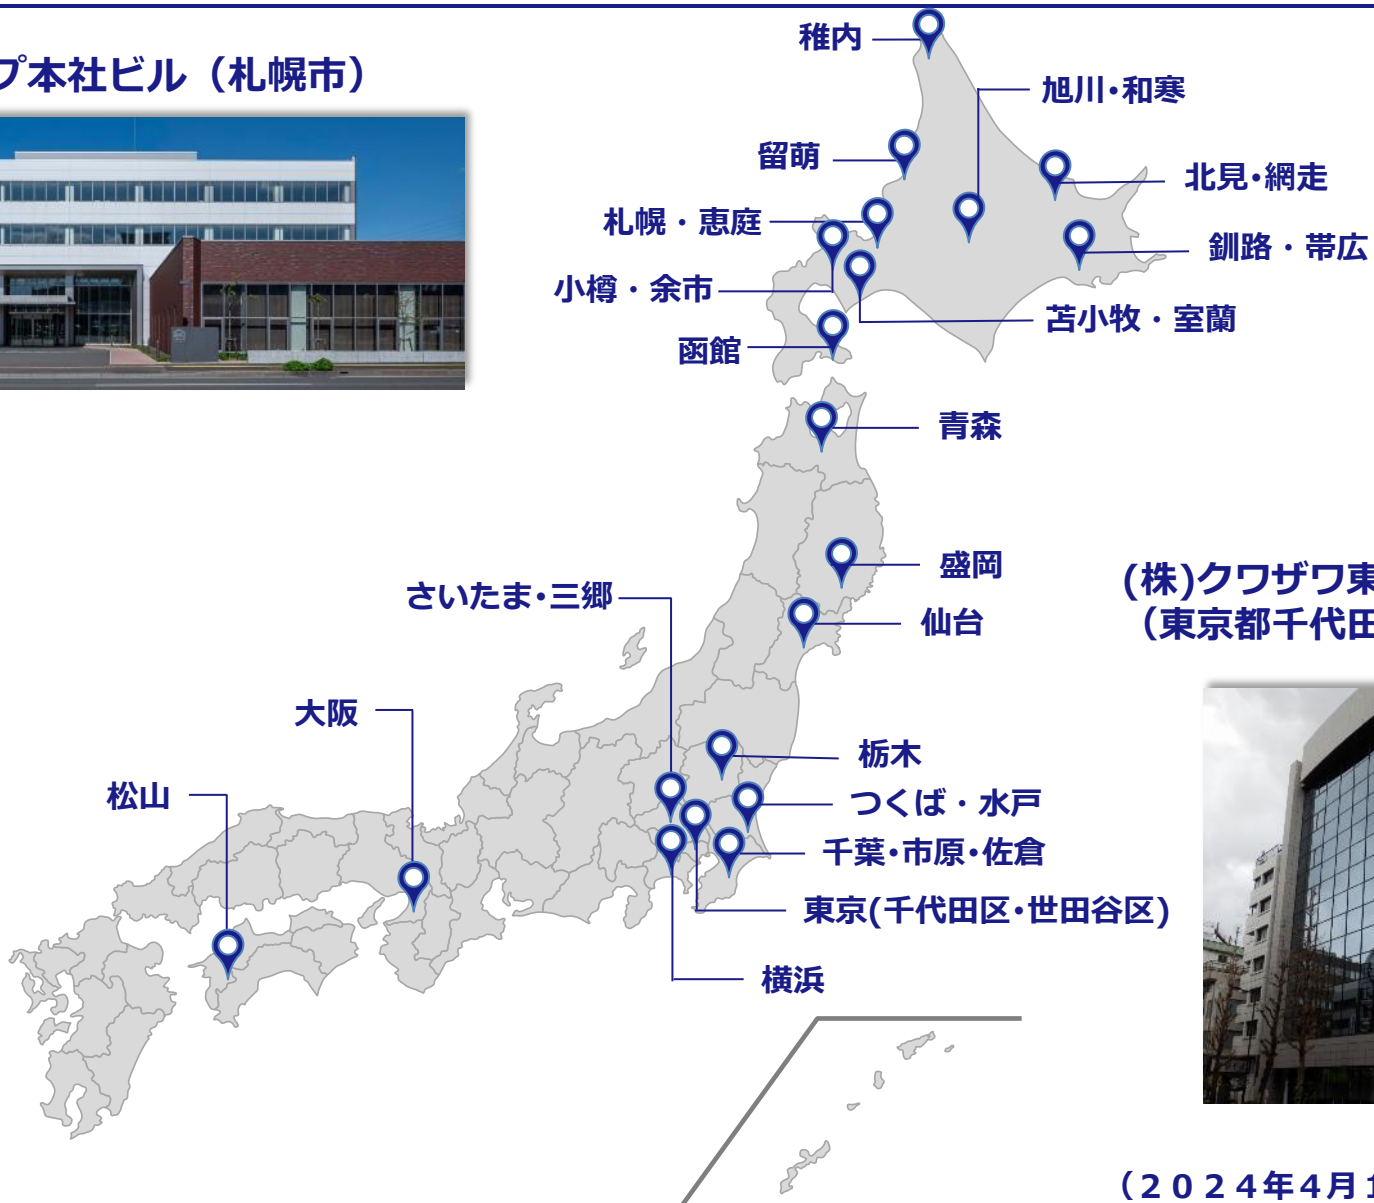 プ本社ビル（札幌市）
稚内
旭川・和寒
留萌
北見・網走
札幌・恵庭
釧路・帯広
小樽・余市
苫小牧・室蘭
函館
青森
盛岡
(株)クワザワ東
（東京都千代田
さいたま・三郷
仙台
大阪
栃木
松山
つくば・水戸
千葉・市原・佐倉
東京(千代田区・世田谷区)
横浜
（２０２４年４月１